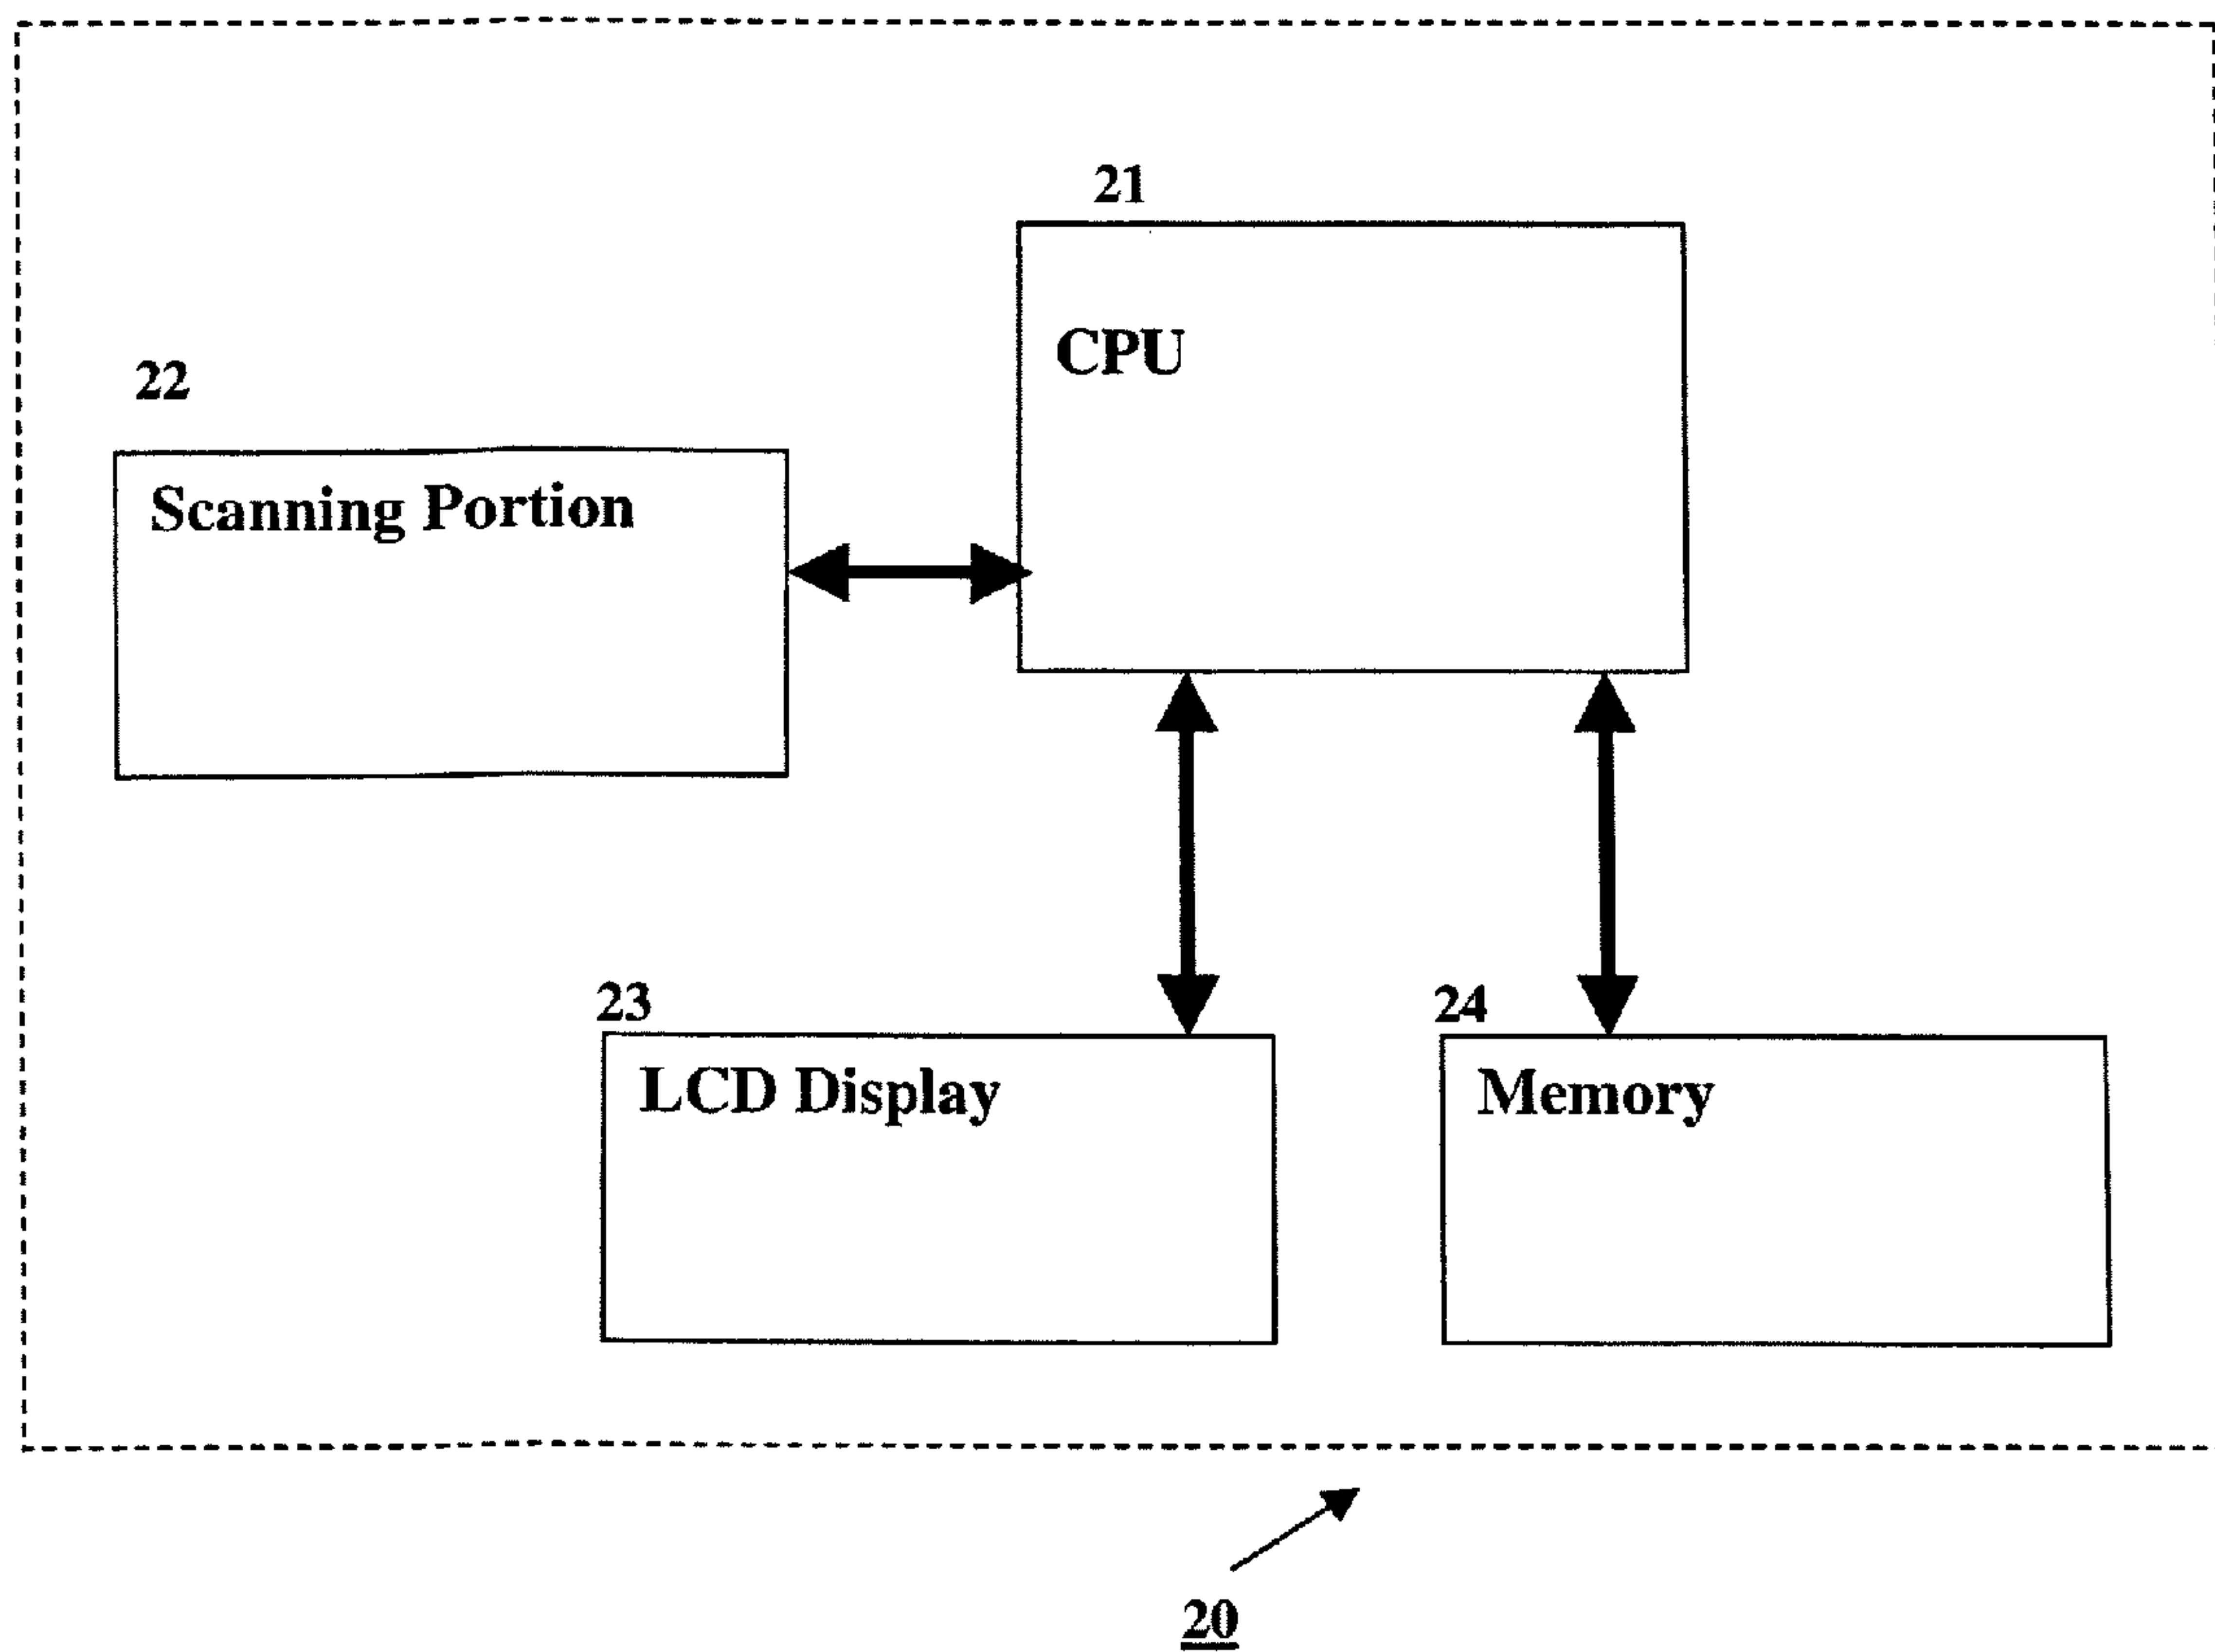 21
CPU
22
Scanning Portion
23
LCD Display
24
Memory
20